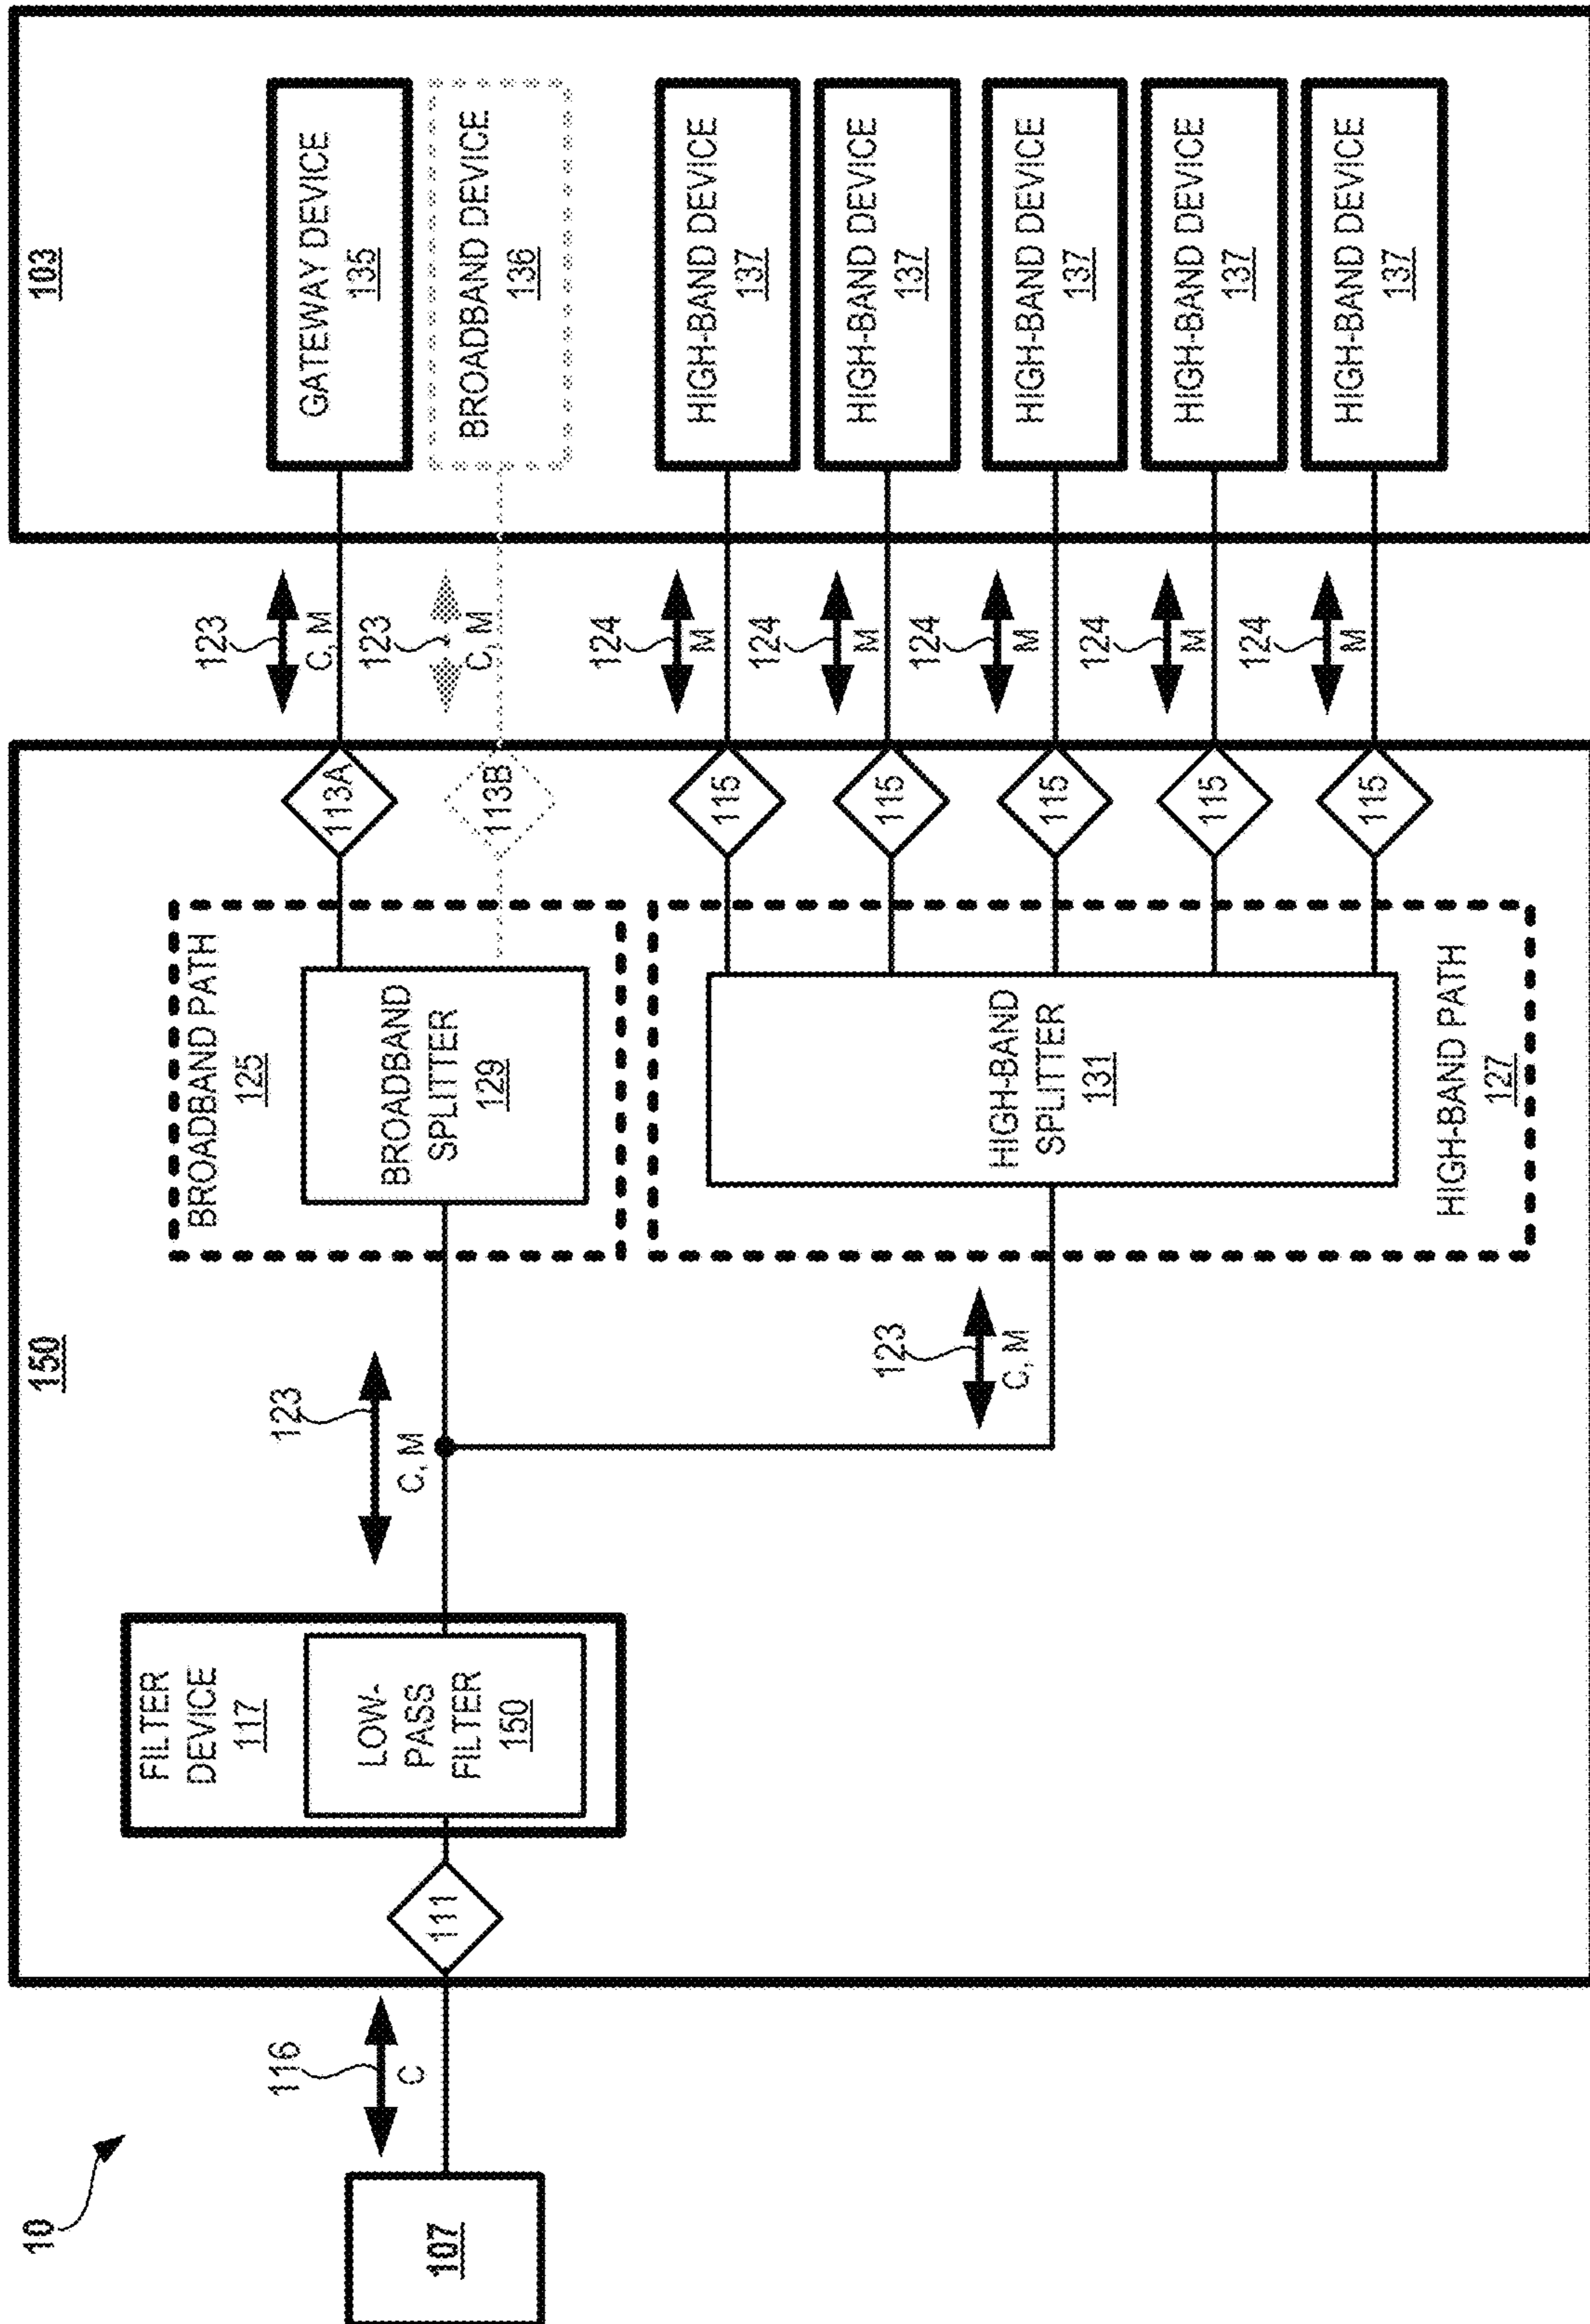 10
107
116
C
150
111
FILTER
DEVICE
117
LOW-
PASS
FILTER
150
123
C, M
123
C, M
BROADBAND PATH
125
BROADBAND
SPLITTER
129
HIGH-BAND
SPLITTER
131
HIGH-BAND PATH
127
113A
113B
115
115
115
115
115
123
C, M
123
C, M
124
M
124
M
124
M
124
M
124
M
103
GATEWAY DEVICE
135
BROADBAND DEVICE
136
HIGH-BAND DEVICE
137
HIGH-BAND DEVICE
137
HIGH-BAND DEVICE
137
HIGH-BAND DEVICE
137
HIGH-BAND DEVICE
137